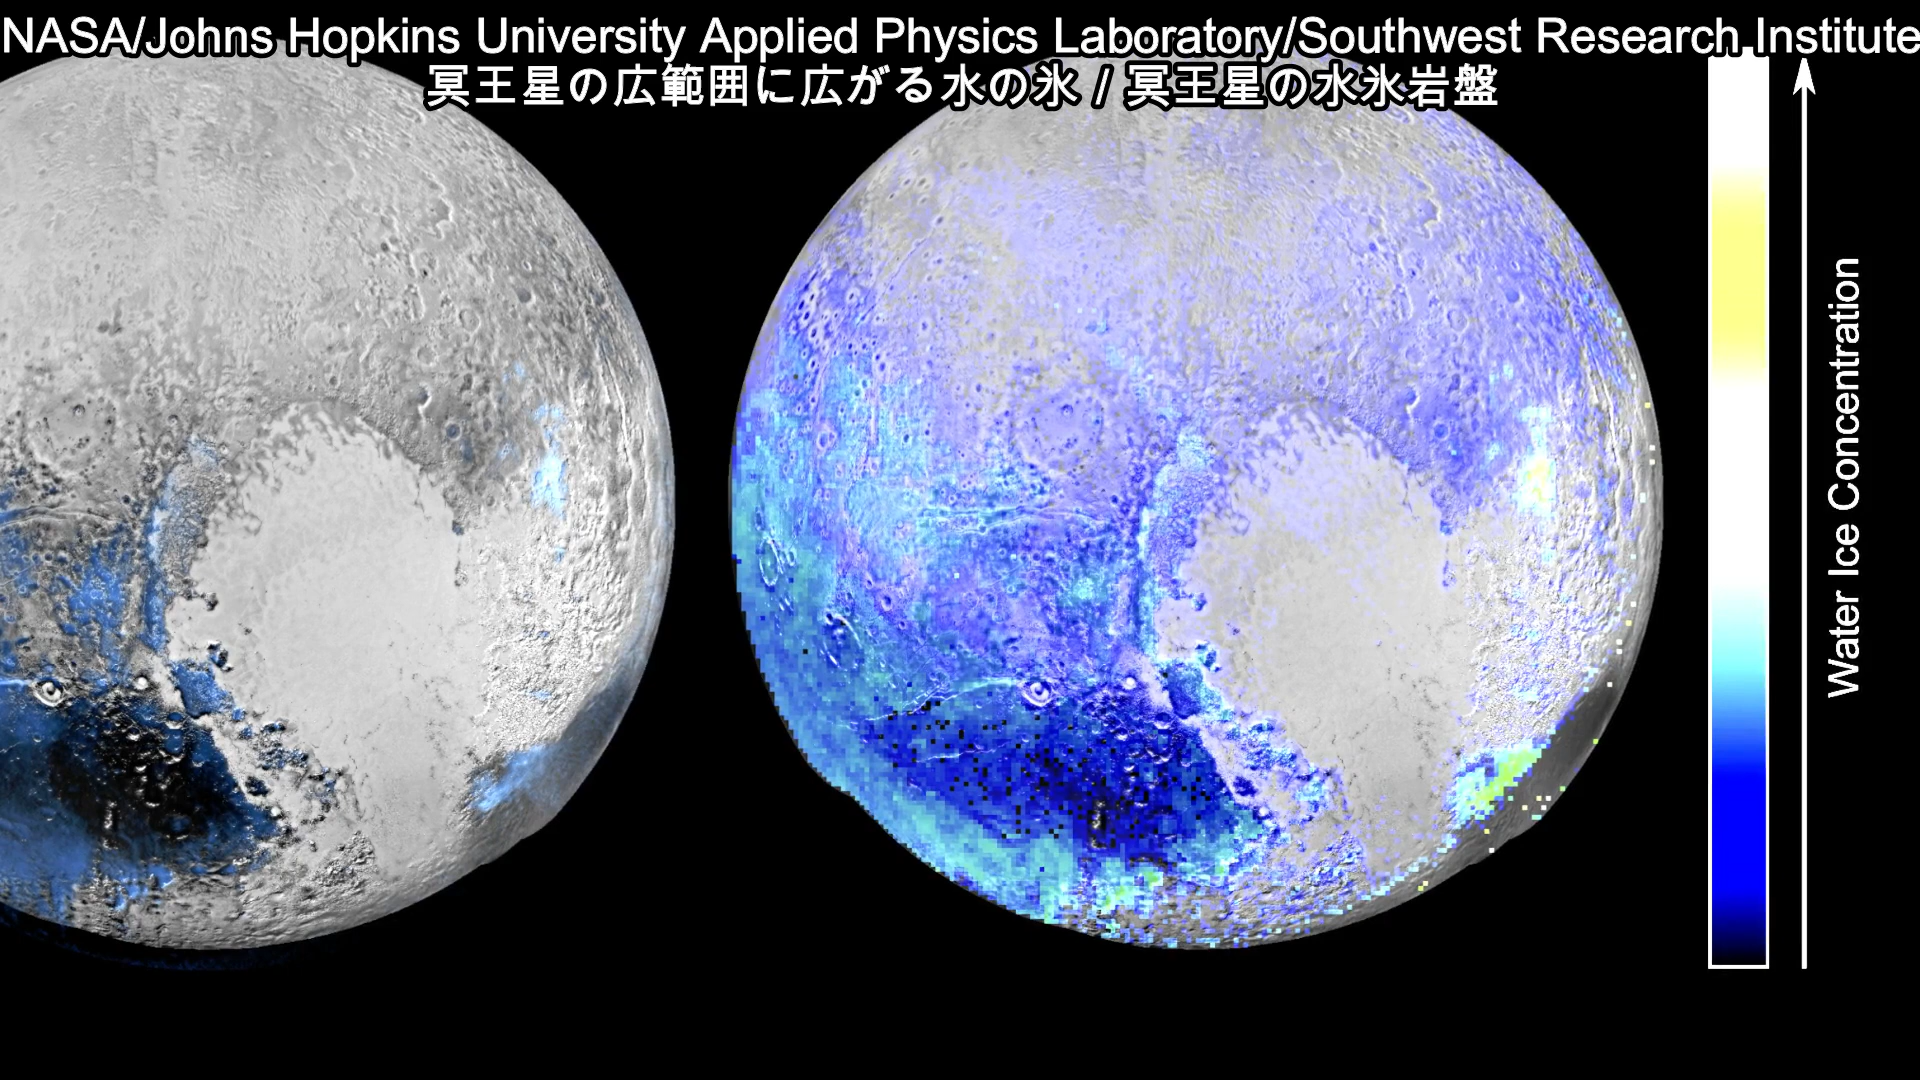 NASA/Johns Hopkins University Applied Physics Laboratory/Southwest Research Institute
冥王星の広範囲に広がる水の氷 / 冥王星の水氷岩盤
Water Ice Concentration